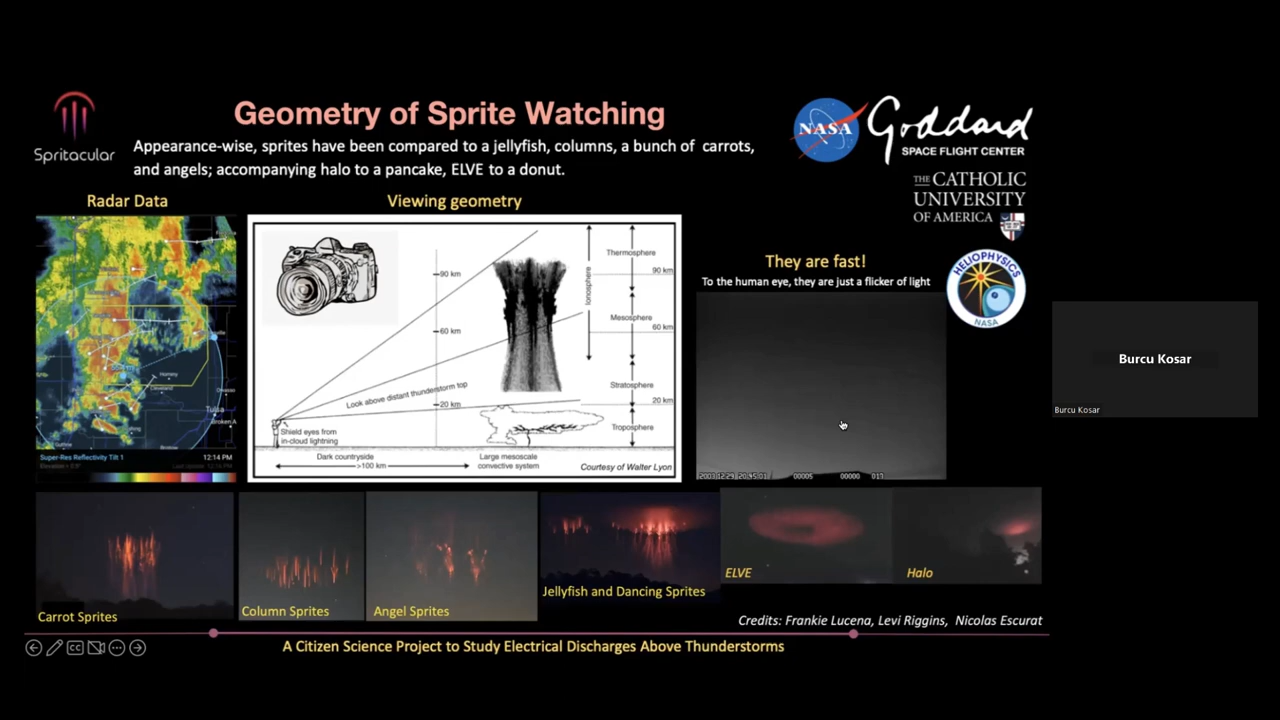 Geometry of Sprite Watching
Spritacular
Appearance-wise, sprites have been compared to a jellyfish, columns, a bunch of carrots,
and angels; accompanying halo to a pancake, ELVE to a donut.
NASA
Goddard
SPACE FLIGHT CENTER
THE CATHOLIC
UNIVERSITY
OF AMERICA
HELIOPHYSICS
NASA
Radar Data
Tulsa
Broken A
Super-Res Reflectivity Tilt 1
12:14 PM
Viewing geometry
90 km
60 km
20 km
Look above distant thunderstorm top
Shield eyes from
in-cloud lightning
Dark countryside
>100 km
Large mesoscale
convective system
Ionosphere
Thermosphere
90 km
Mesosphere
60 km
Stratosphere
20 km
Troposphere
Courtesy of Walter Lyon
They are fast!
To the human eye, they are just a flicker of light
Burcu Kosar
Burcu Kosar
Carrot Sprites
Column Sprites
Angel Sprites
Jellyfish and Dancing Sprites
ELVE
Halo
Credits: Frankie Lucena, Levi Riggins, Nicolas Escurat
CC
A Citizen Science Project to Study Electrical Discharges Above Thunderstorms